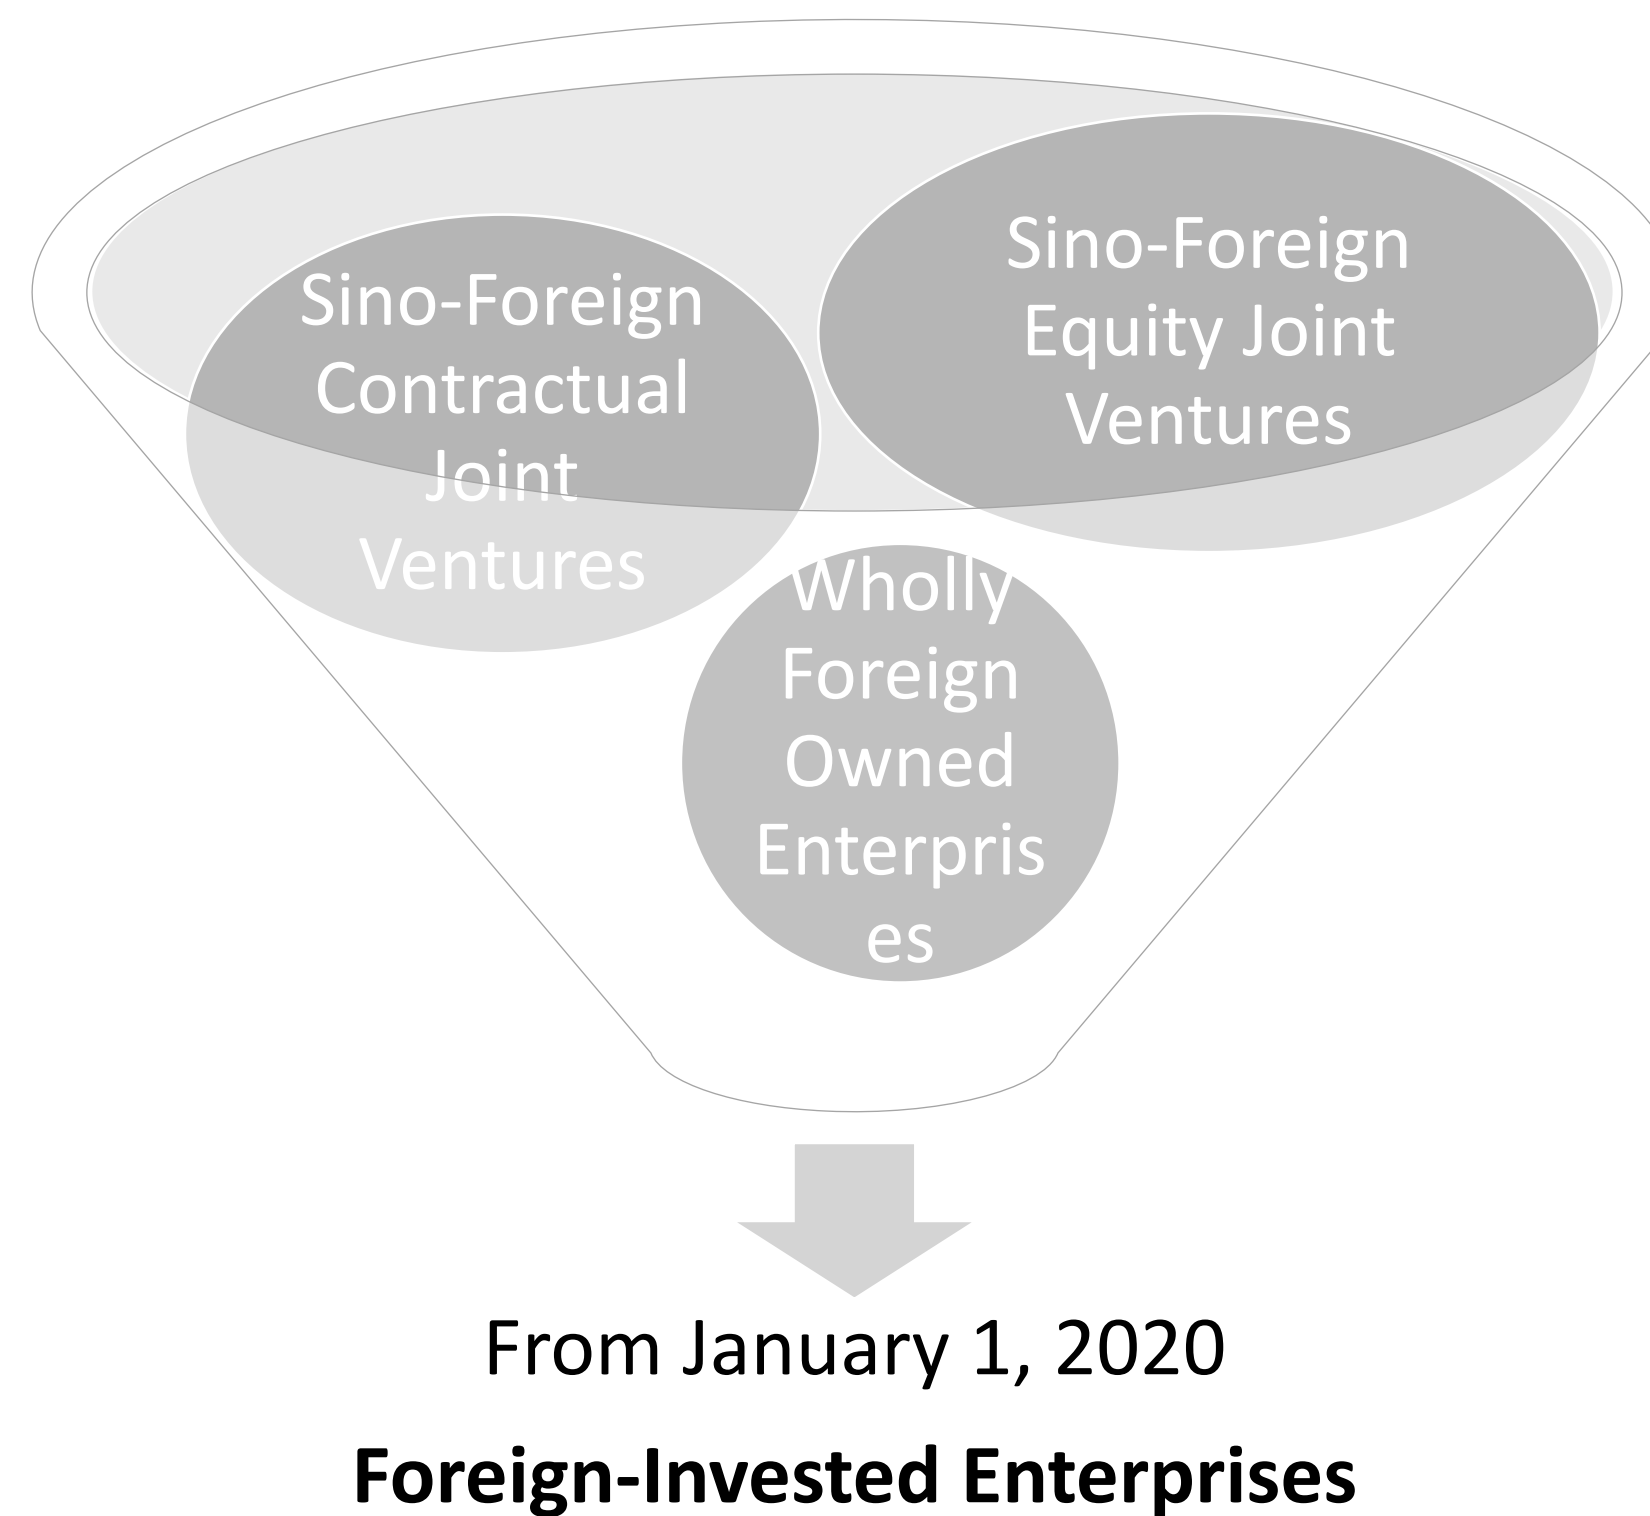 Sino-Foreign
Contractual
Joint
Ventures
Sino-Foreign
Equity Joint
Ventures
Wholly
Foreign
Owned
Enterpris
es
From January 1, 2020
Foreign-Invested Enterprises